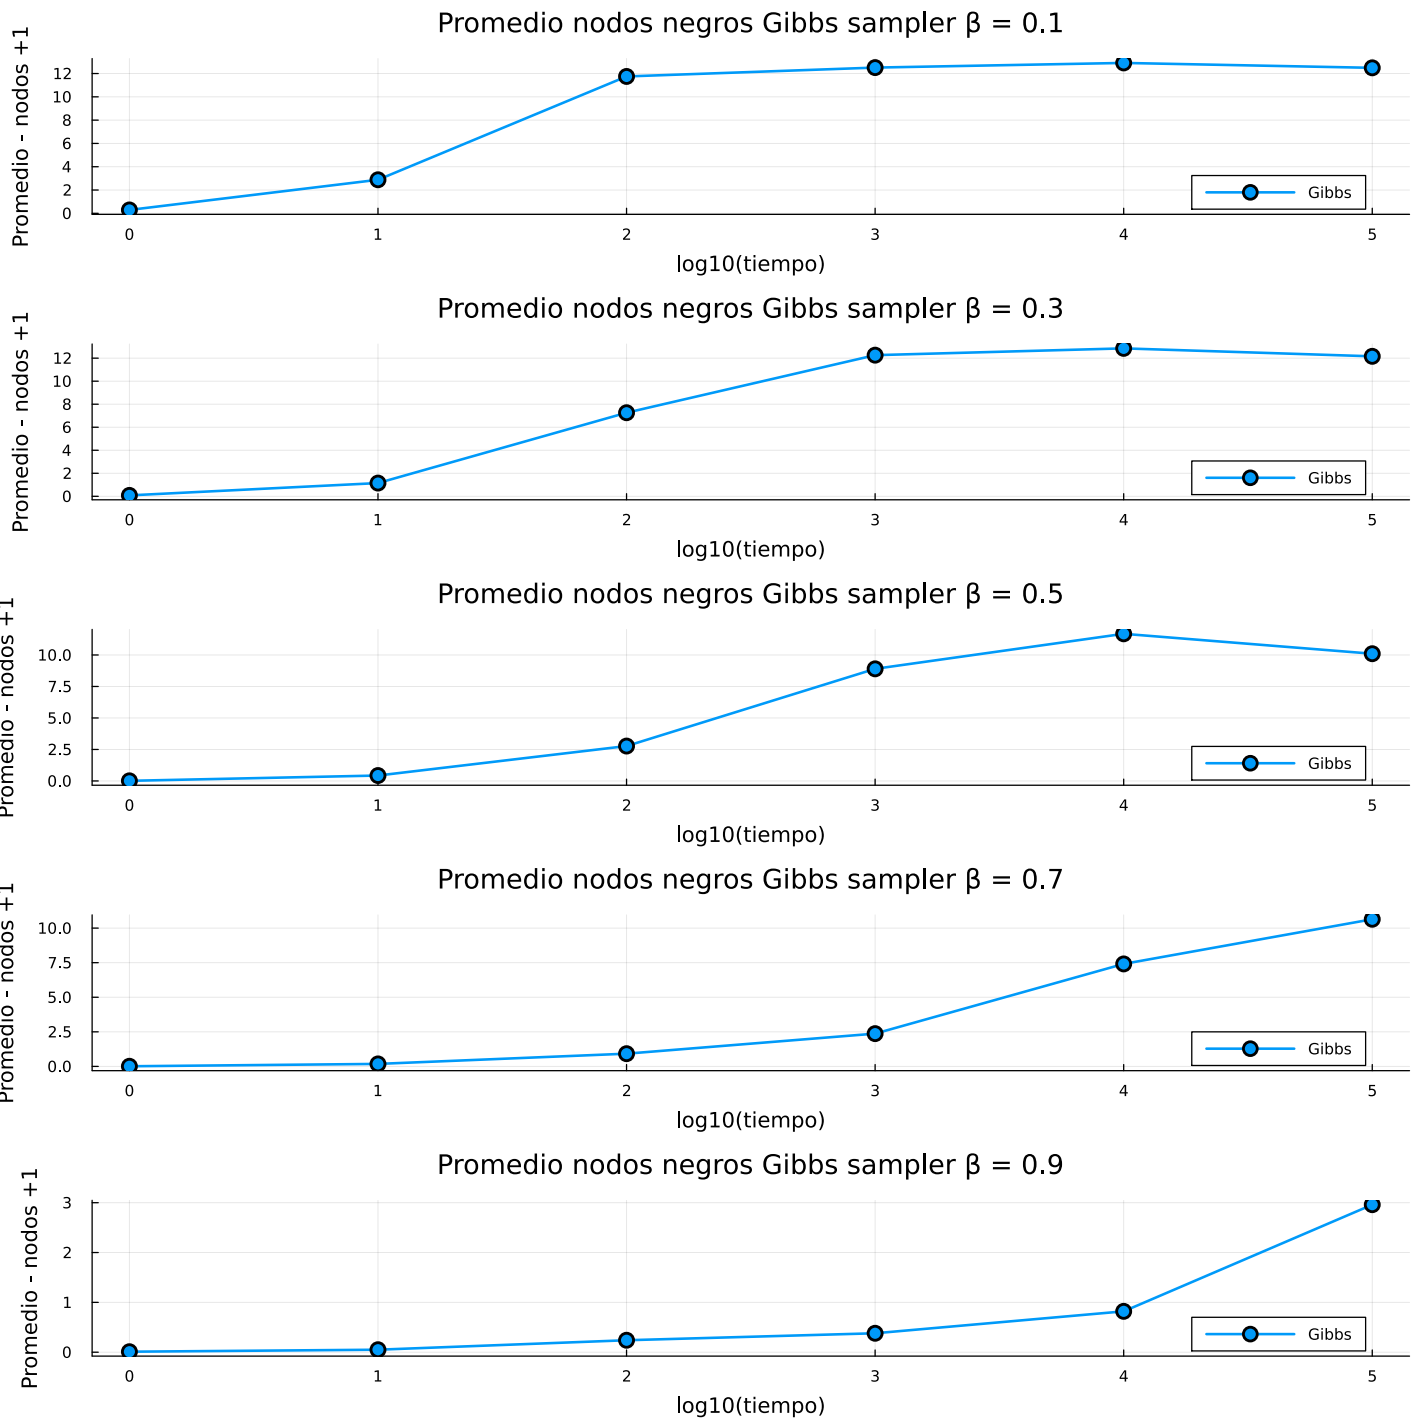 Promedio nodos negros Gibbs sampler β = 0.1
Promedio - nodos +1
12
10
8
6
4
2
0
Gibbs
0 1 2 3 4 5
log10(tiempo)
Promedio nodos negros Gibbs sampler β = 0.3
Promedio - nodos +1
12
10
8
6
4
2
0
Gibbs
0 1 2 3 4 5
log10(tiempo)
Promedio nodos negros Gibbs sampler β = 0.5
Promedio - nodos +1
10.0
7.5
5.0
2.5
0.0
Gibbs
0 1 2 3 4 5
log10(tiempo)
Promedio nodos negros Gibbs sampler β = 0.7
Promedio - nodos +1
10.0
7.5
5.0
2.5
0.0
Gibbs
0 1 2 3 4 5
log10(tiempo)
Promedio nodos negros Gibbs sampler β = 0.9
Promedio - nodos +1
3
2
1
0
Gibbs
0 1 2 3 4 5
log10(tiempo)